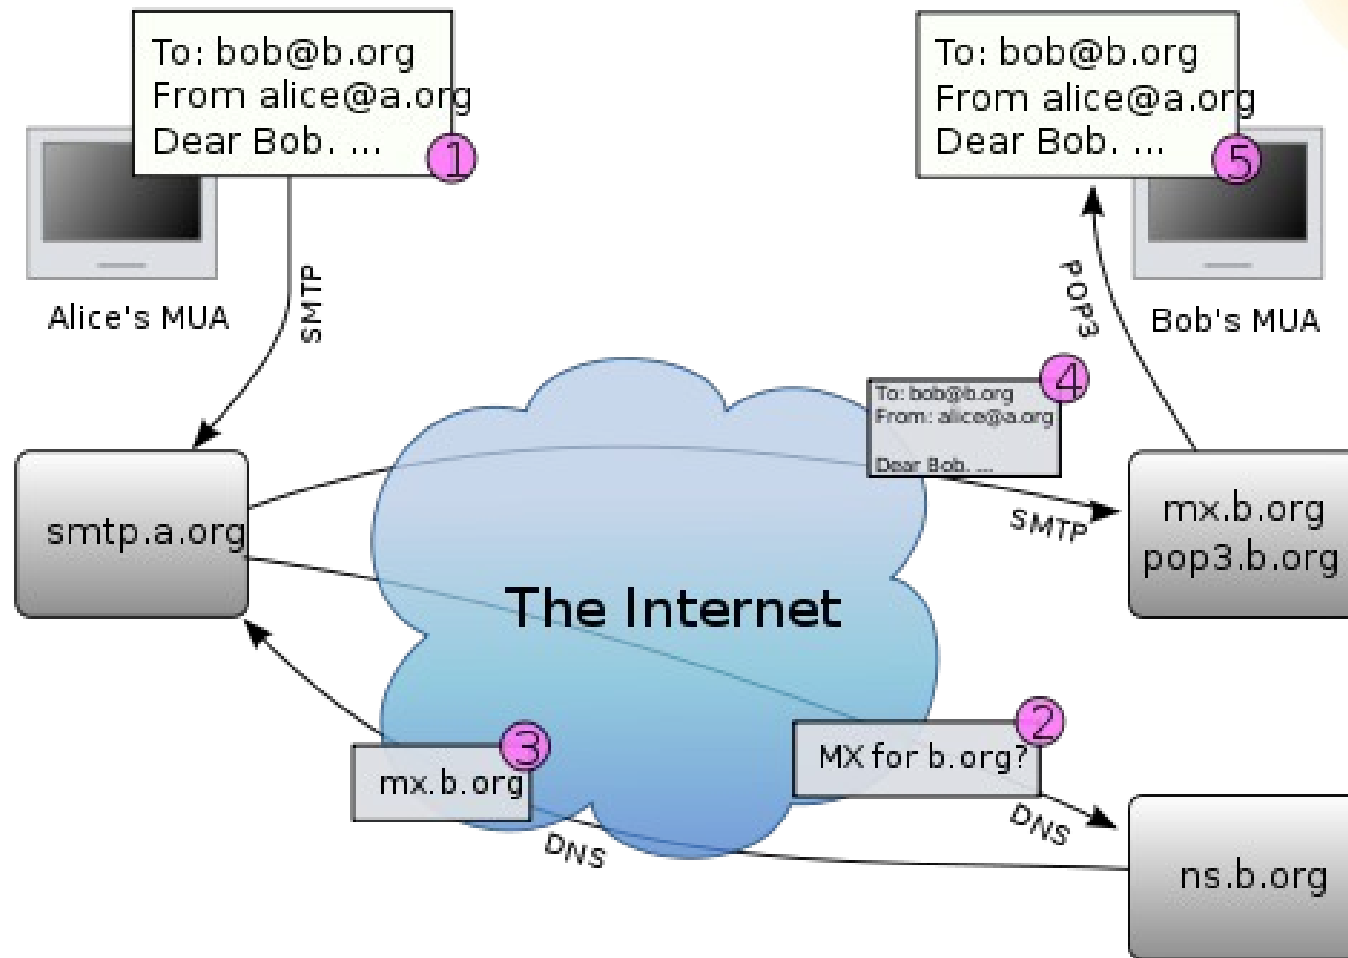 To: bob@b.org
From alice@a.org
Dear Bob. ...
1
To: bob@b.org
From alice@a.org
Dear Bob. ...
5
Alice's MUA
SMTP
POP3
Bob's MUA
4
To: bob@b.org
From: alice@a.org
Dear Bob. ...
SMTP
smtp.a.org
mx.b.org
pop3.b.org
The Internet
3
mx.b.org
DNS
2
MX for b.org?
DNS
ns.b.org